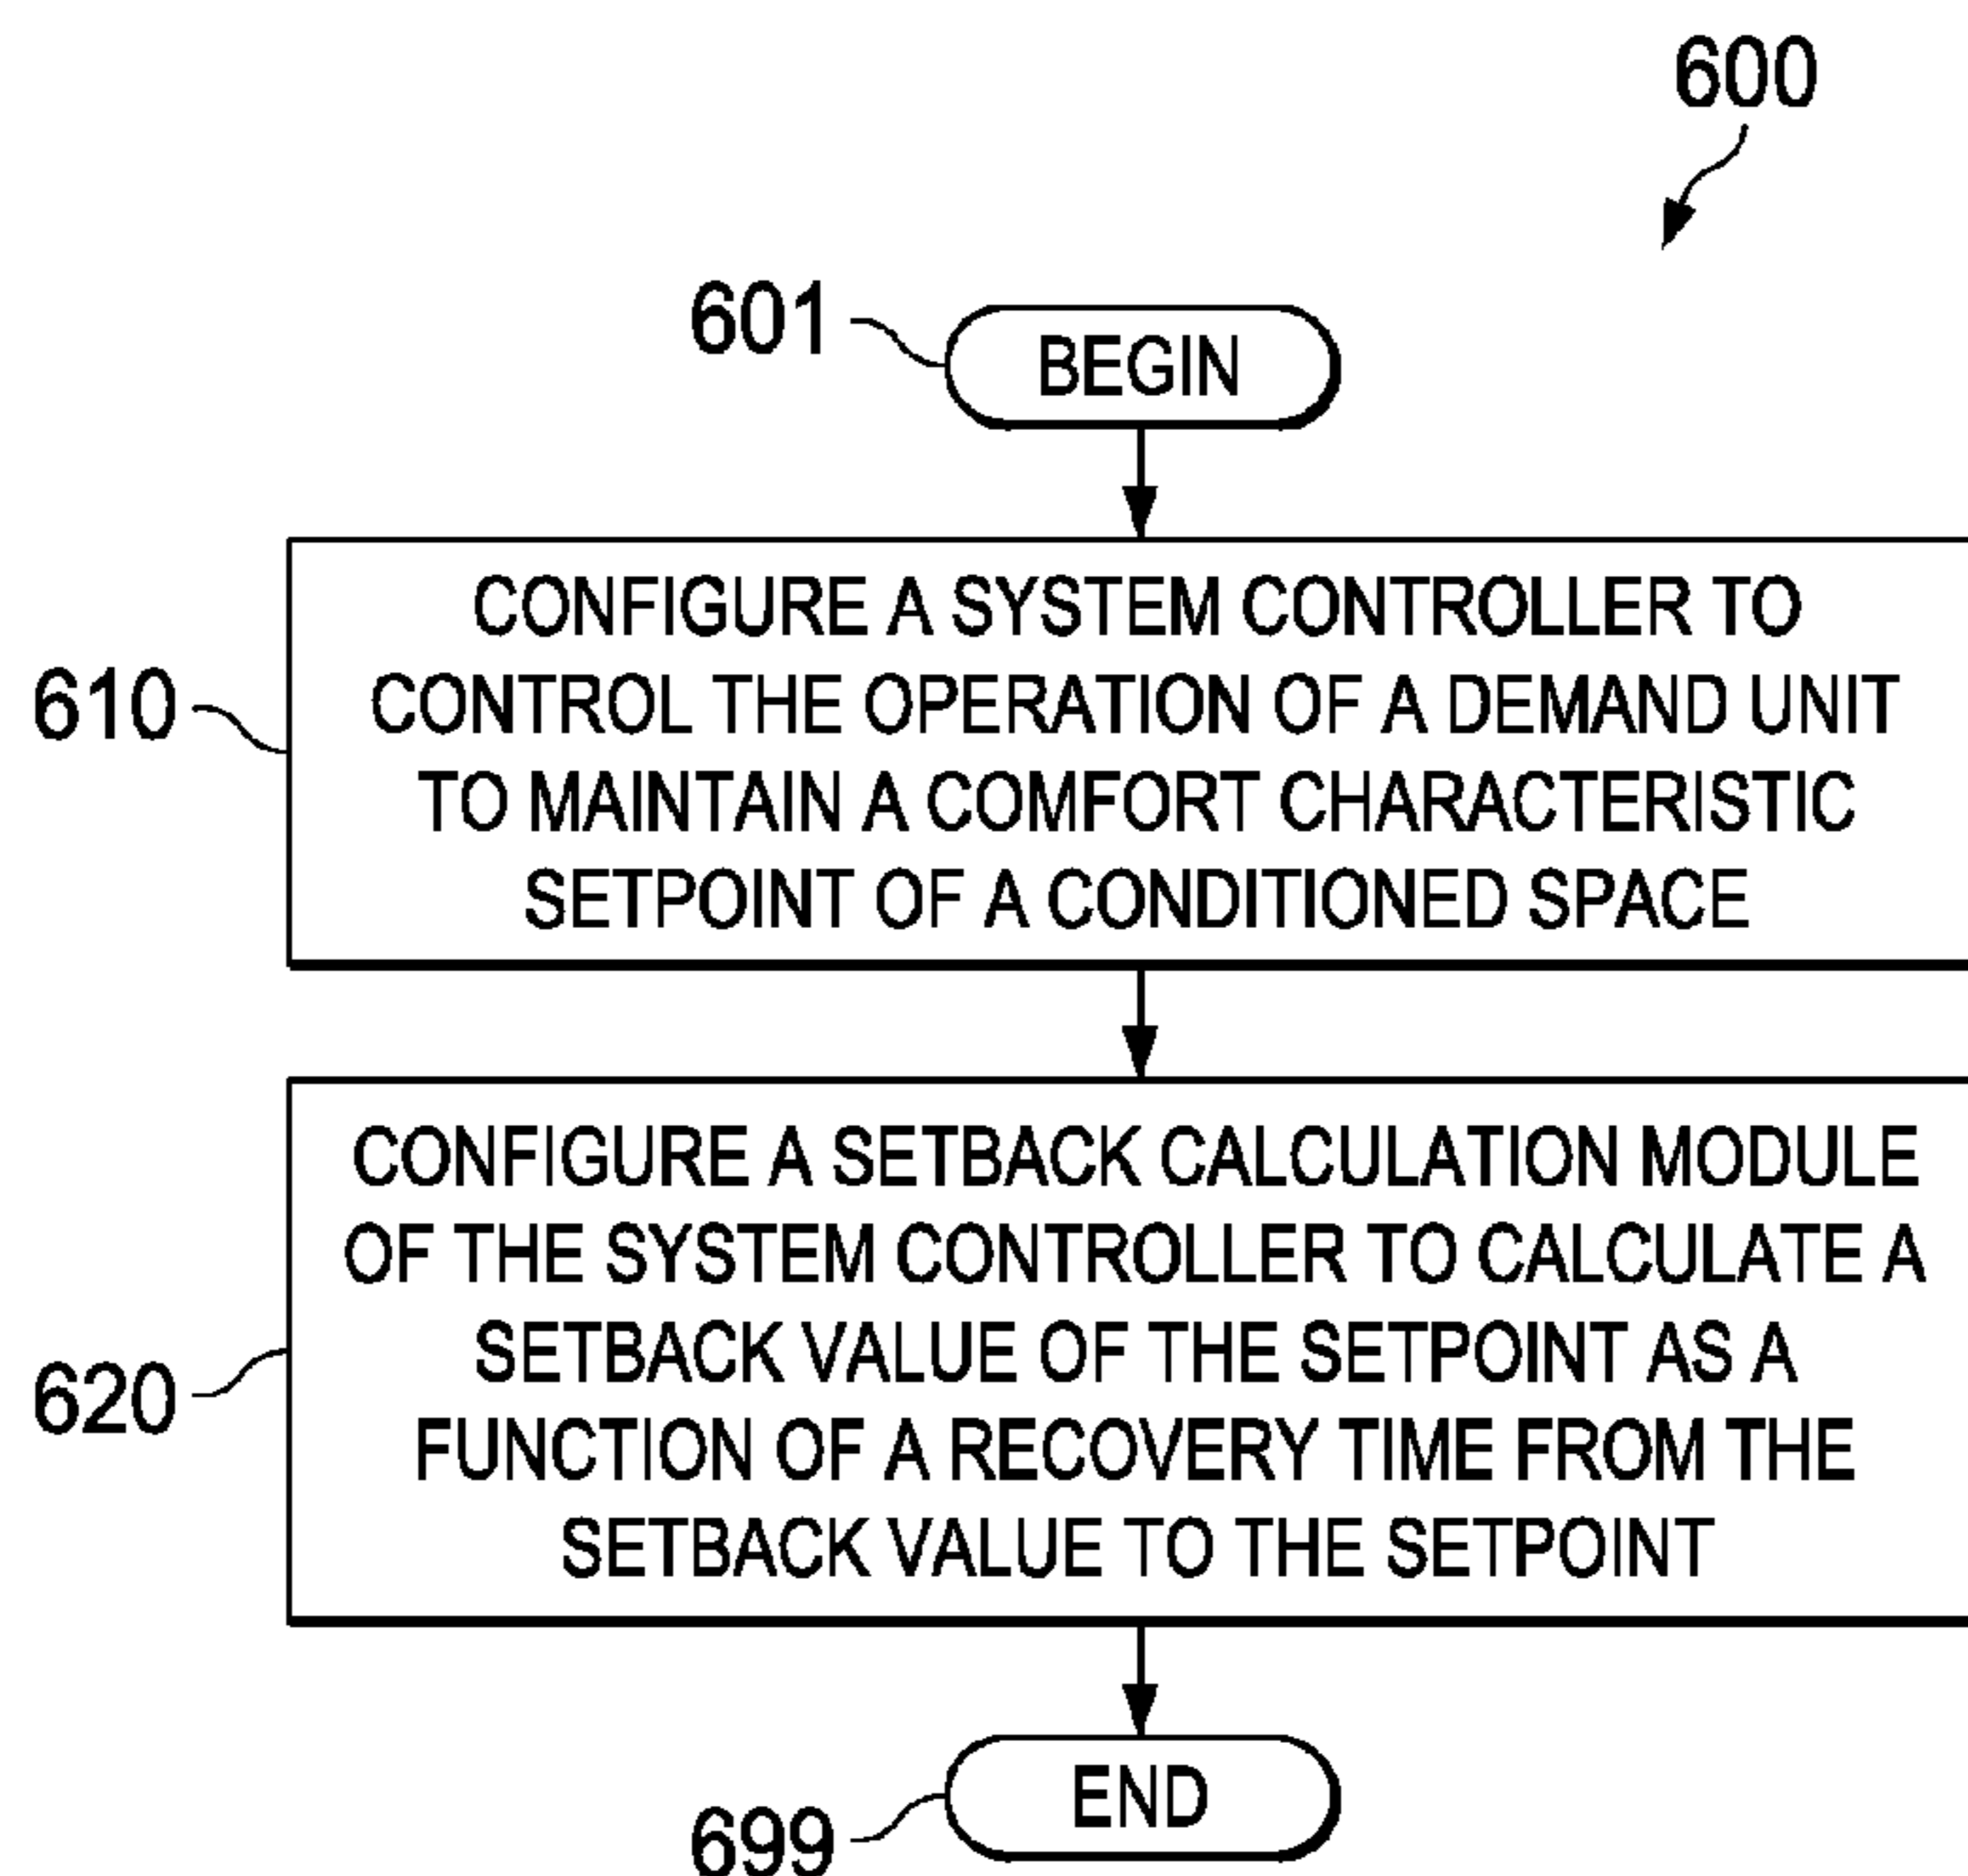 600
601
BEGIN
610
CONFIGURE A SYSTEM CONTROLLER TO
CONTROL THE OPERATION OF A DEMAND UNIT
TO MAINTAIN A COMFORT CHARACTERISTIC
SETPOINT OF A CONDITIONED SPACE
620
CONFIGURE A SETBACK CALCULATION MODULE
OF THE SYSTEM CONTROLLER TO CALCULATE A
SETBACK VALUE OF THE SETPOINT AS A
FUNCTION OF A RECOVERY TIME FROM THE
SETBACK VALUE TO THE SETPOINT
699
END